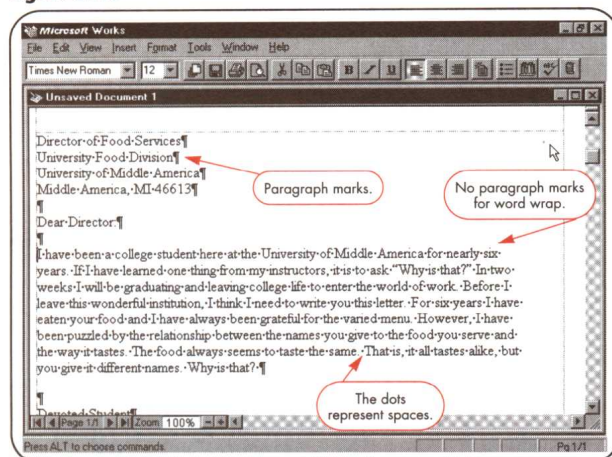 Microsoft Works
File Edit View Insert Format Tools Window Help
Times New Roman 12 B I U
Unsaved Document 1
Director·of·Food·Services¶
University·Food·Division¶
University·of·Middle·America¶
Middle·America,·MI·46613¶
¶
Dear·Director:¶
¶
I·have·been·a·college·student·here·at·the·University·of·Middle·America·for·nearly·six·
years.·If·I·have·learned·one·thing·from·my·instructors,·it·is·to·ask·“Why·is·that?”·In·two·
weeks·I·will·be·graduating·and·leaving·college·life·to·enter·the·world·of·work.·Before·I·
leave·this·wonderful·institution,·I·think·I·need·to·write·you·this·letter.·For·six·years·I·have·
eaten·your·food·and·I·have·always·been·grateful·for·the·varied·menu.·However,·I·have·
been·puzzled·by·the·relationship·between·the·names·you·give·to·the·food·you·serve·and·
the·way·it·tastes.·The·food·always·seems·to·taste·the·same.·That·is,·it·all·tastes·alike,·but·
you·give·it·different·names.·Why·is·that?·¶
¶
Devoted·Student¶
Paragraph marks.
No paragraph marks
for word wrap.
The dots
represent spaces.
Page 1/1 Zoom 100%
Press ALT to choose commands. Pg 1/1